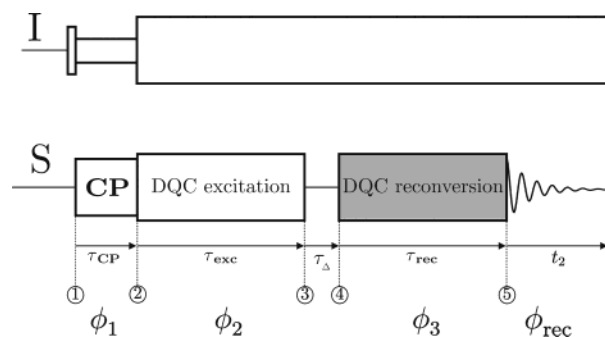 I
S
CP
DQC excitation
DQC reconversion
τCP
τexc
τΔ
τrec
t2
① ② ③ ④ ⑤
ϕ1 ϕ2 ϕ3 ϕrec